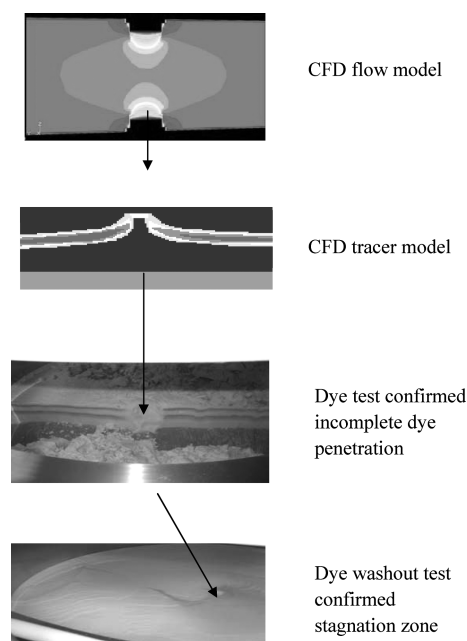 CFD flow model
CFD tracer model
Dye test confirmed
incomplete dye
penetration
Dye washout test
confirmed
stagnation zone